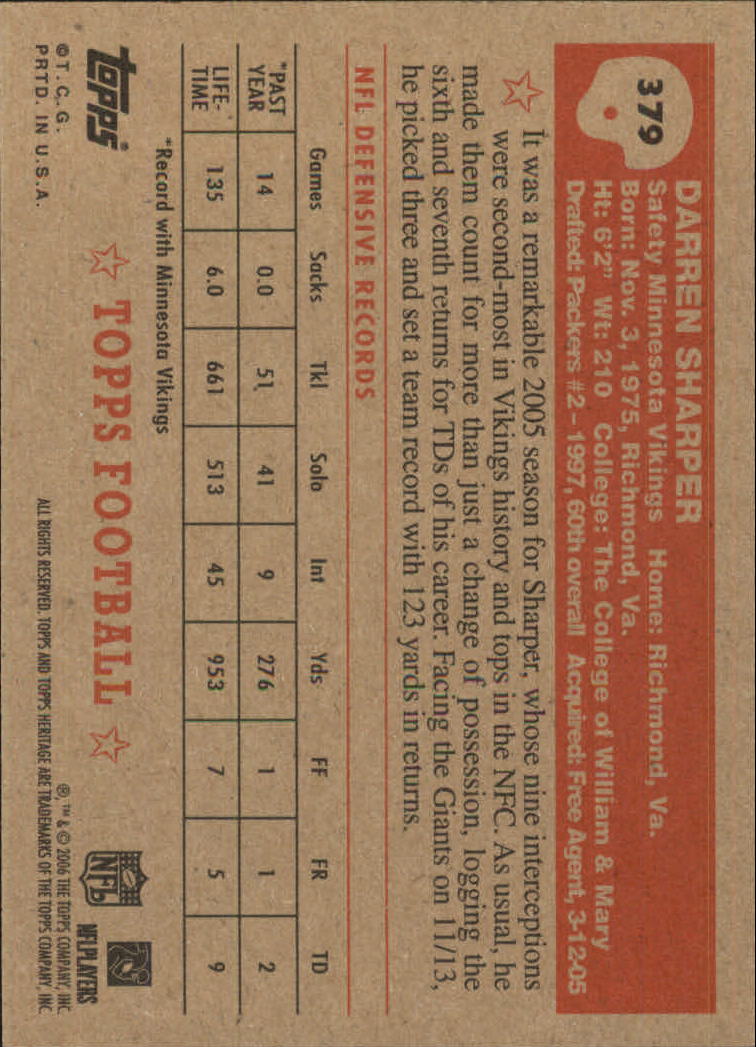 379
DARREN SHARPER
Safety Minnesota Vikings Home: Richmond, Va.
Born: Nov. 3, 1975, Richmond, Va.
Ht: 6'2" Wt: 210 College: The College of William & Mary
Drafted: Packers #2–1997, 60th overall Acquired: Free Agent, 3-12-05
It was a remarkable 2005 season for Sharper, whose nine interceptions
were second-most in Vikings history and tops in the NFC. As usual, he
made them count for more than just a change of possession, logging the
sixth and seventh returns for TDs of his career. Facing the Giants on 11/13,
he picked three and set a team record with 123 yards in returns.
NFL DEFENSIVE RECORDS
Games Sacks Tkl Solo Int Yds FF FR TD
*PAST YEAR 14 0.0 51 41 9 276 1 1 2
LIFE-TIME 135 6.0 661 513 45 953 7 5 9
*Record with Minnesota Vikings
topps®
TOPPS FOOTBALL
NFL
NFLPLAYERS
©T.C.G.
PRTD. IN U.S.A.
®, ™ & © 2006 THE TOPPS COMPANY, INC.
ALL RIGHTS RESERVED. TOPPS AND TOPPS HERITAGE ARE TRADEMARKS OF THE TOPPS COMPANY, INC.